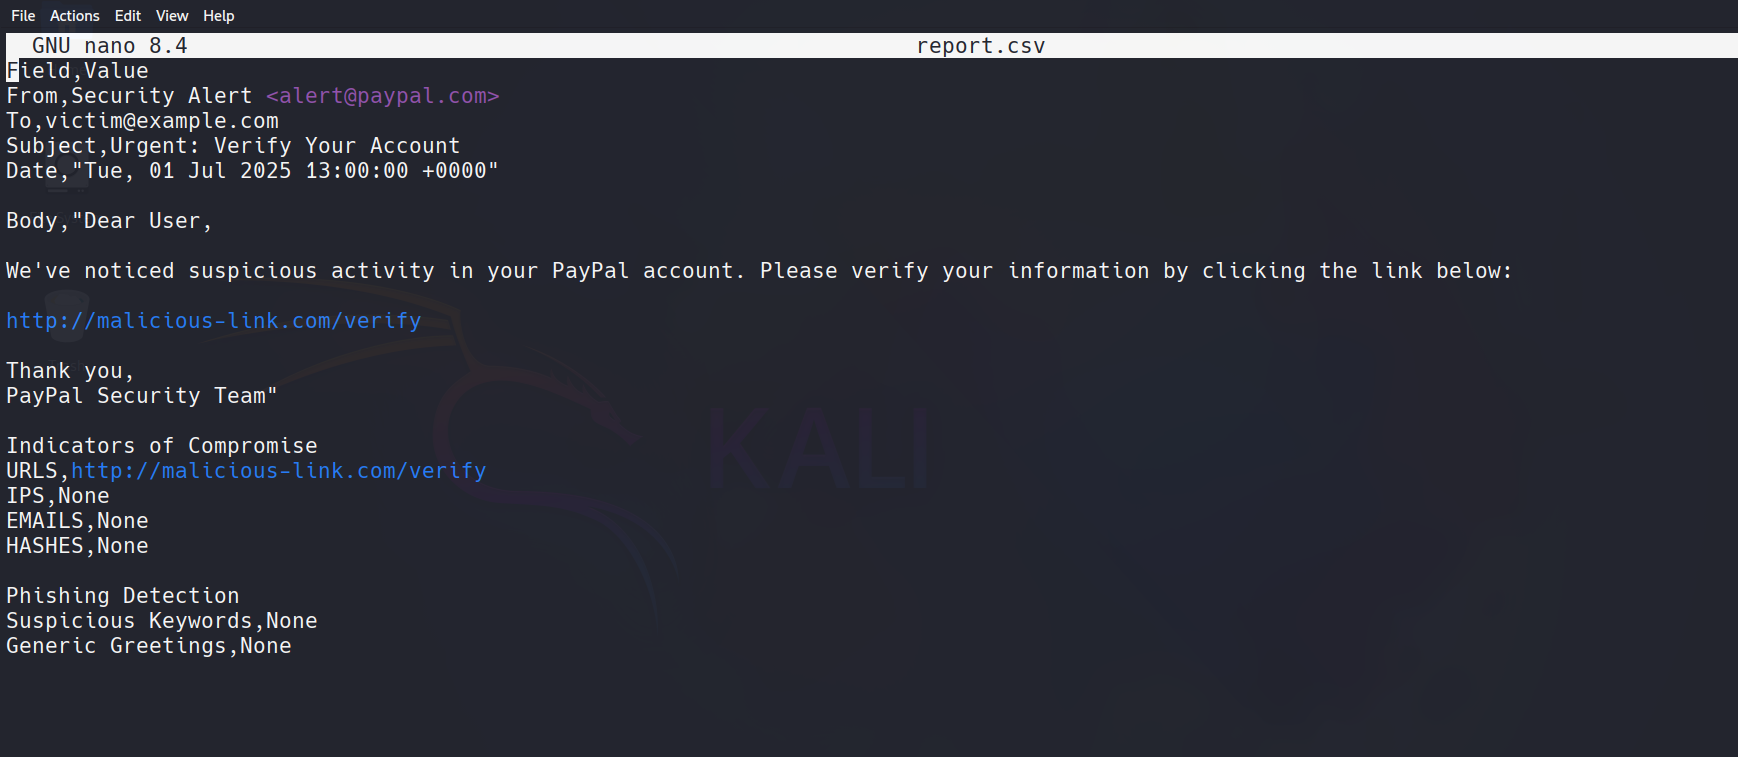 File Actions Edit View Help
GNU nano 8.4 report.csv
Field,Value
From,Security Alert <alert@paypal.com>
To,victim@example.com
Subject,Urgent: Verify Your Account
Date,"Tue, 01 Jul 2025 13:00:00 +0000"
Body,"Dear User,
We've noticed suspicious activity in your PayPal account. Please verify your information by clicking the link below:
http://malicious-link.com/verify
Thank you,
PayPal Security Team"
KALI
Indicators of Compromise
URLS,http://malicious-link.com/verify
IPS,None
EMAILS,None
HASHES,None
Phishing Detection
Suspicious Keywords,None
Generic Greetings,None